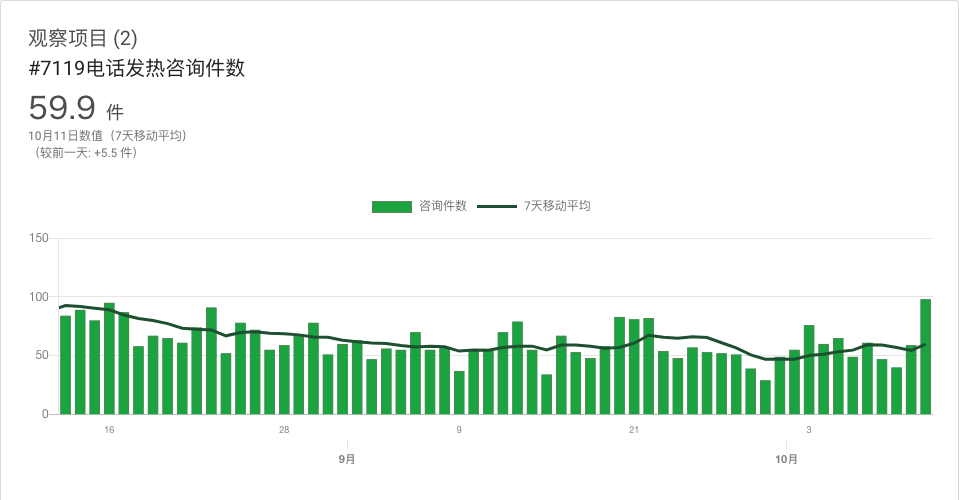 观察项目 (2)
#7119电话发热咨询件数
59.9 件
10月11日数值（7天移动平均）
（较前一天: +5.5 件）
咨询件数 7天移动平均
150
100
50
0
16 28 9 21 3
9月 10月